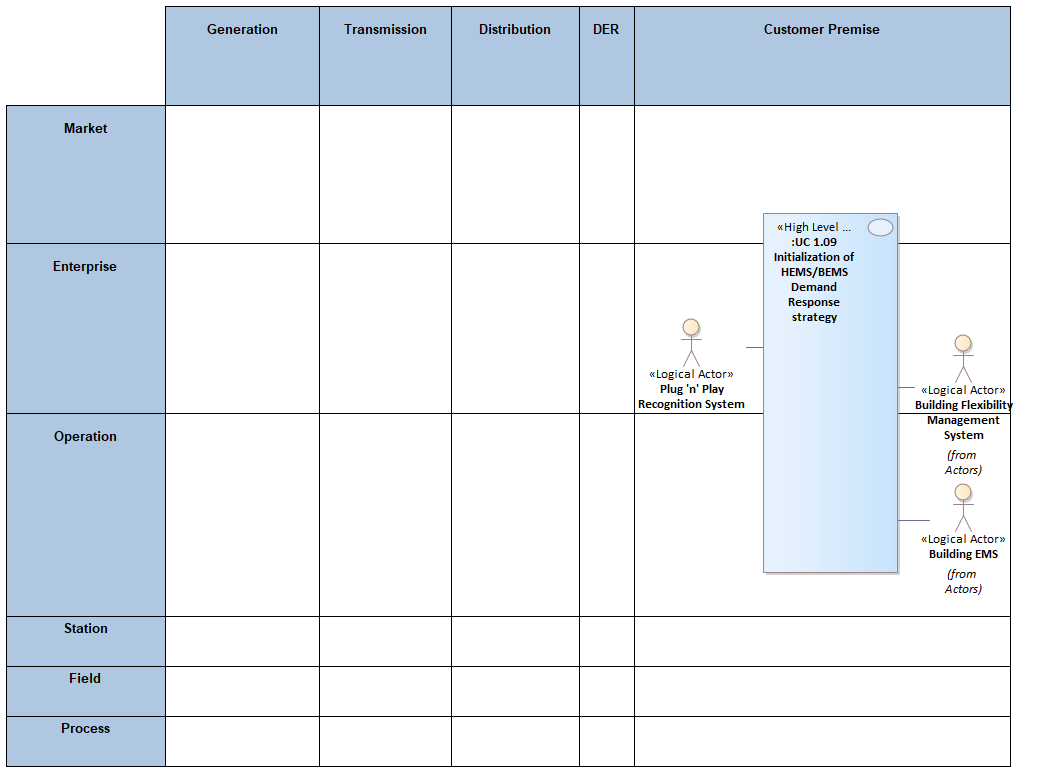 Generation
Transmission
Distribution
DER
Customer Premise
Market
Enterprise
Operation
Station
Field
Process
«High Level ...
:UC 1.09
Initialization of
HEMS/BEMS
Demand
Response
strategy
«Logical Actor»
Plug 'n' Play
Recognition System
«Logical Actor»
Building Flexibility
Management
System
(from
Actors)
«Logical Actor»
Building EMS
(from
Actors)